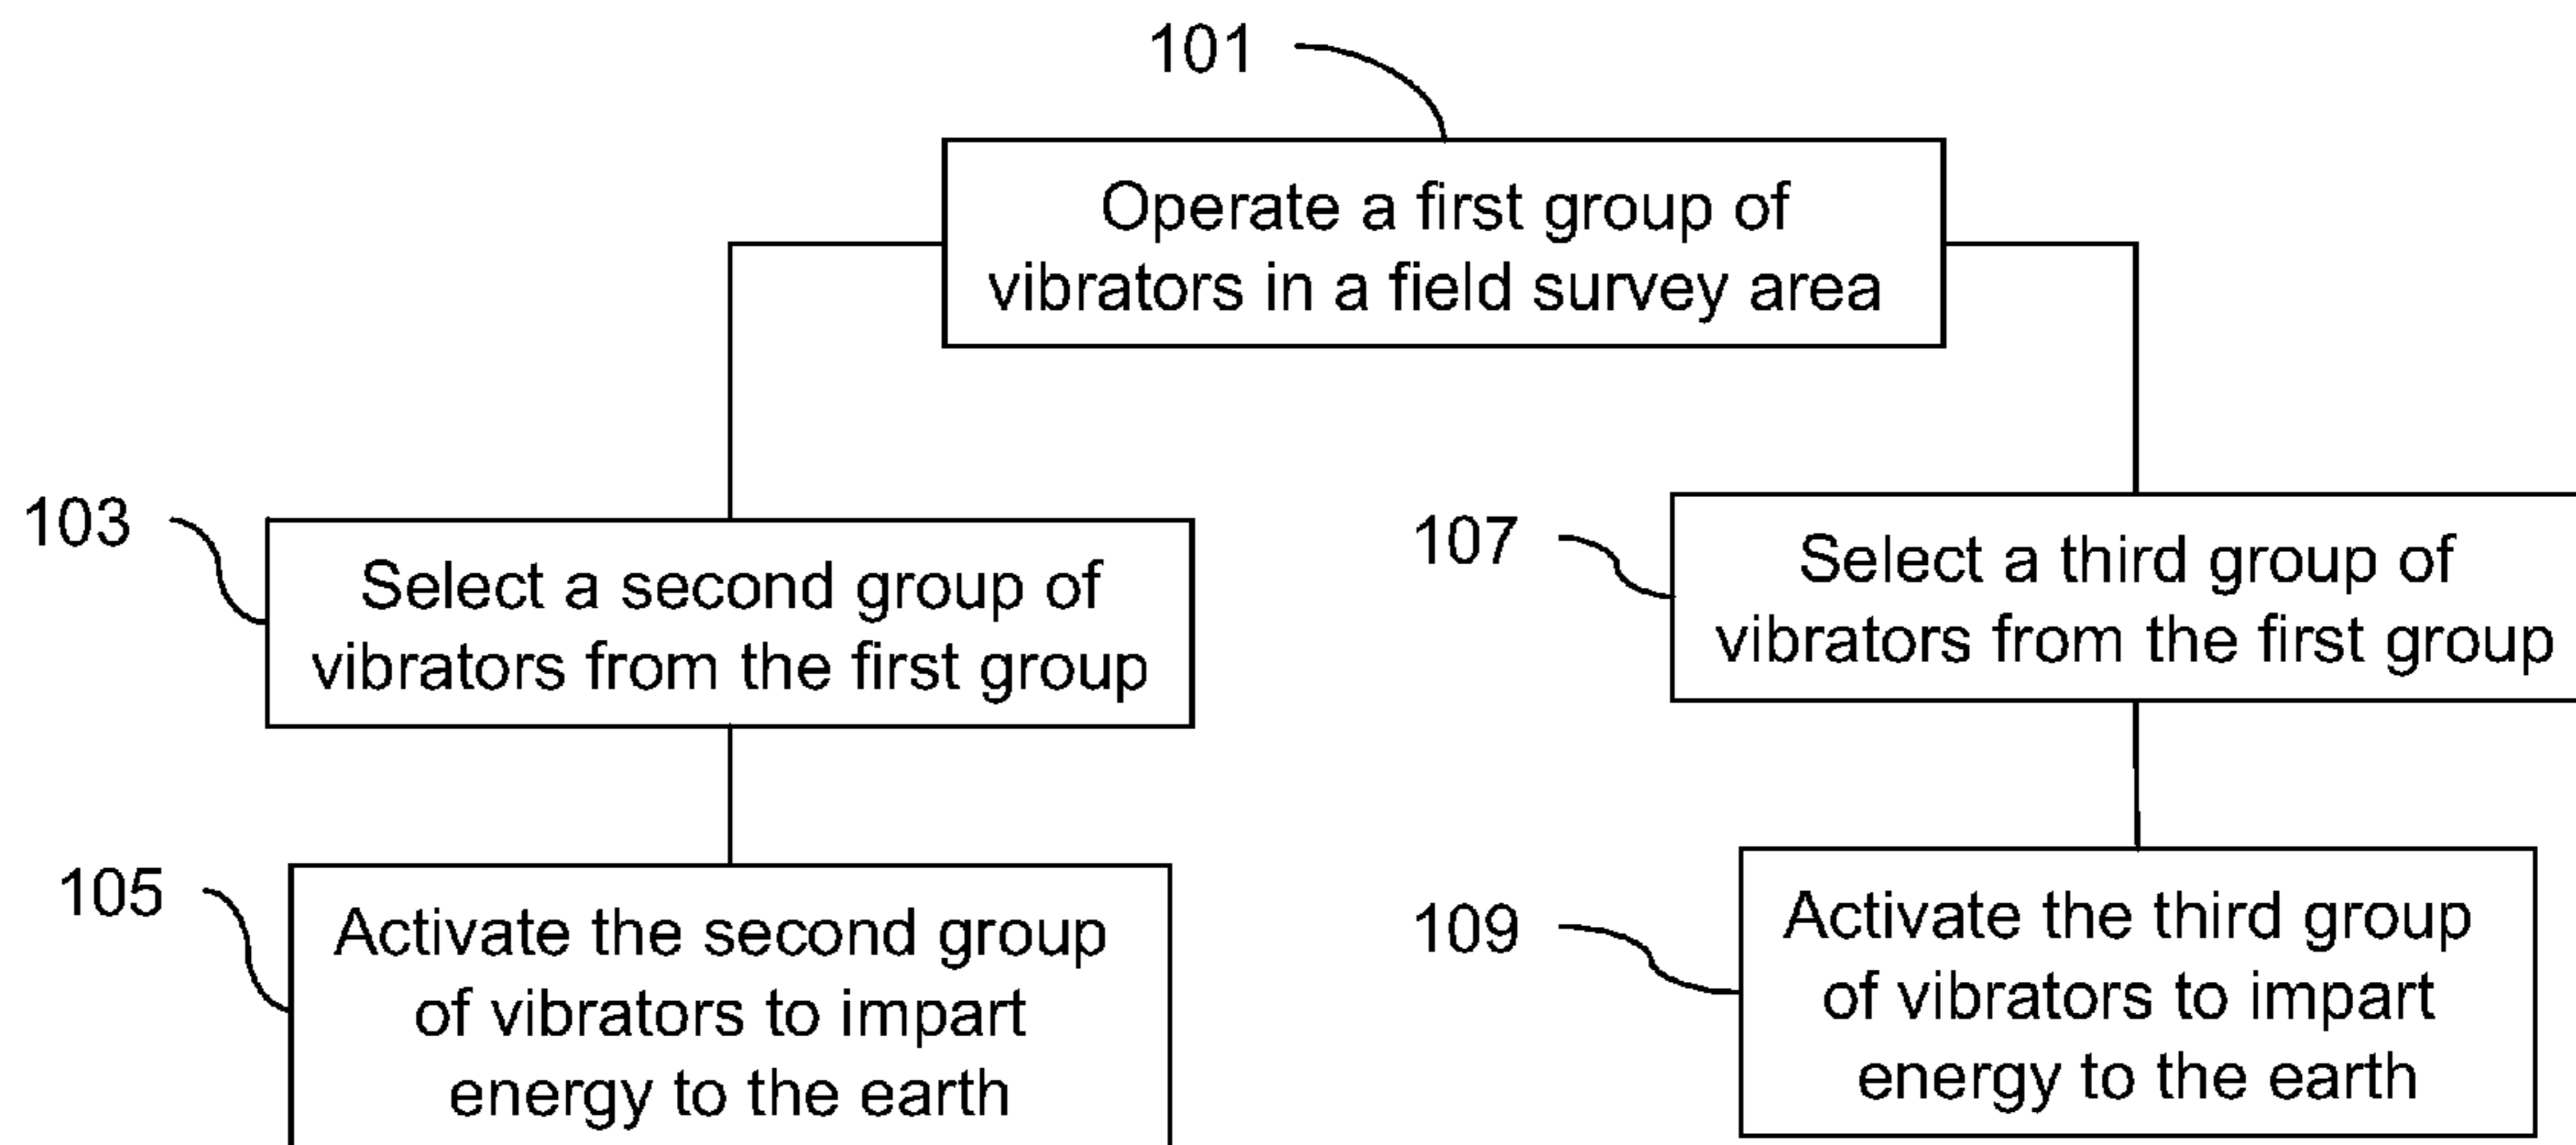 101
Operate a first group of
vibrators in a field survey area
103
Select a second group of
vibrators from the first group
107
Select a third group of
vibrators from the first group
105
Activate the second group
of vibrators to impart
energy to the earth
109
Activate the third group
of vibrators to impart
energy to the earth